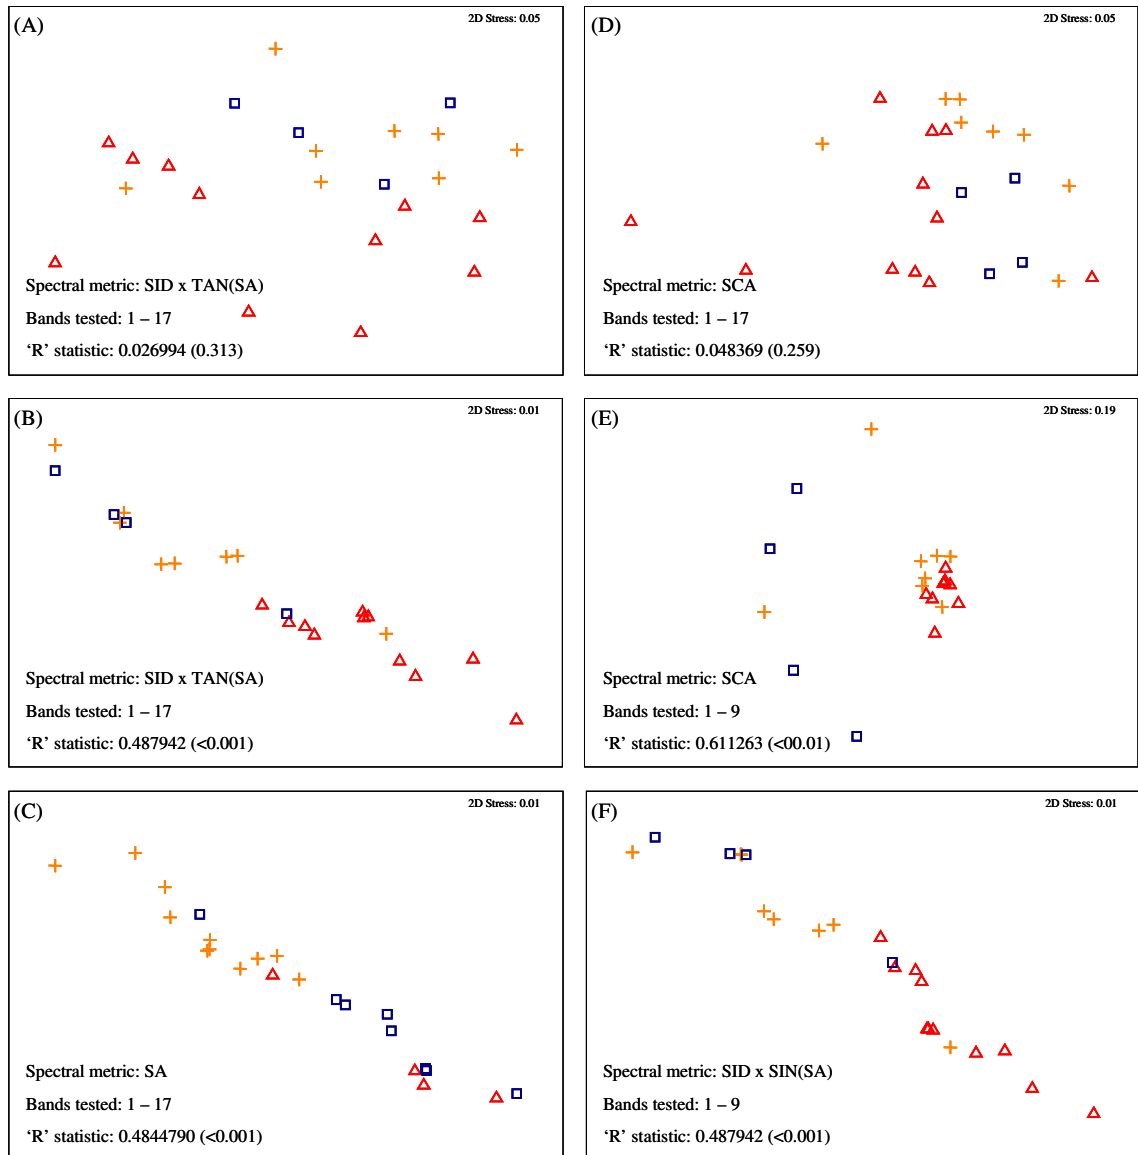 (A)
2D Stress: 0.05
Spectral metric: SID x TAN(SA)
Bands tested: 1 – 17
‘R’ statistic: 0.026994 (0.313)
(D)
2D Stress: 0.05
Spectral metric: SCA
Bands tested: 1 – 17
‘R’ statistic: 0.048369 (0.259)
(B)
2D Stress: 0.01
Spectral metric: SID x TAN(SA)
Bands tested: 1 – 17
‘R’ statistic: 0.487942 (<0.001)
(E)
2D Stress: 0.19
Spectral metric: SCA
Bands tested: 1 – 9
‘R’ statistic: 0.611263 (<00.01)
(C)
2D Stress: 0.01
Spectral metric: SA
Bands tested: 1 – 17
‘R’ statistic: 0.4844790 (<0.001)
(F)
2D Stress: 0.01
Spectral metric: SID x SIN(SA)
Bands tested: 1 – 9
‘R’ statistic: 0.487942 (<0.001)